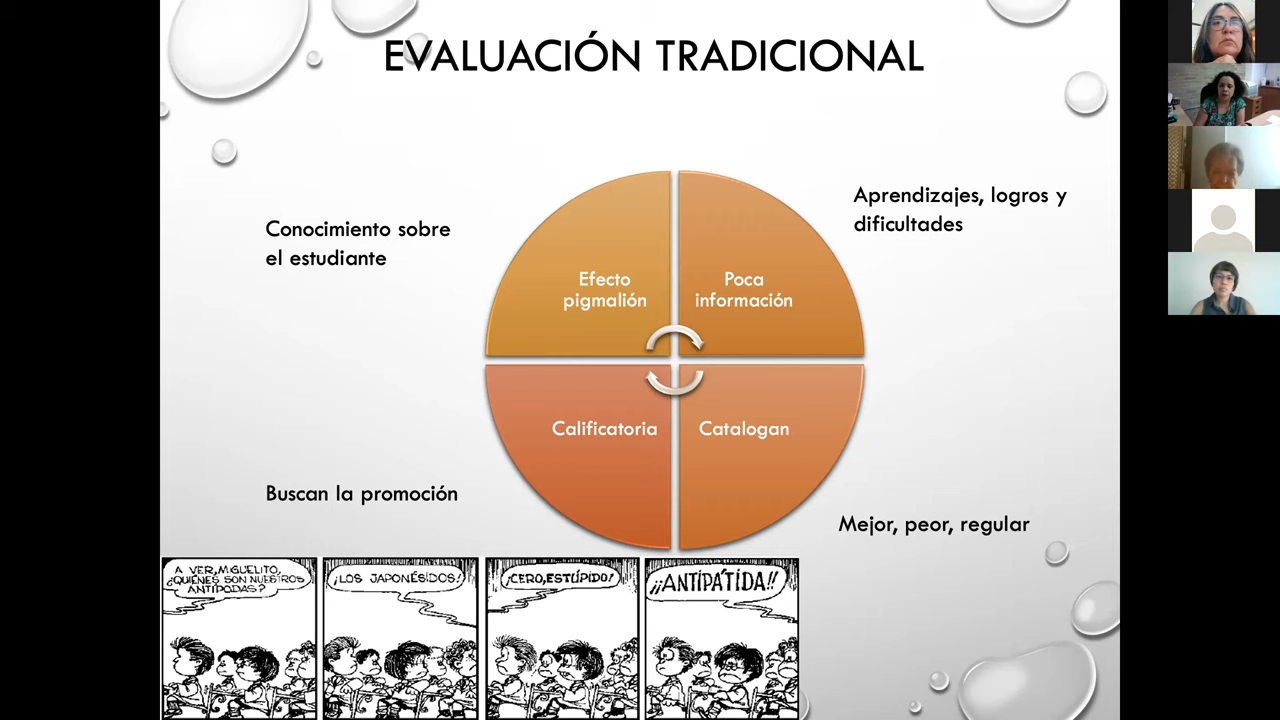 EVALUACIÓN TRADICIONAL
Conocimiento sobre
el estudiante
Aprendizajes, logros y
dificultades
Efecto
pigmalión
Poca
información
Calificatoria
Catalogan
Buscan la promoción
Mejor, peor, regular
A VER, MIGUELITO,
¿QUIÉNES SON NUESTROS
ANTÍPODAS?
¡LOS JAPONÉSIDOS!
¡CERO, ESTÚPIDO!
¡¡ANTIPÁTIDA!!